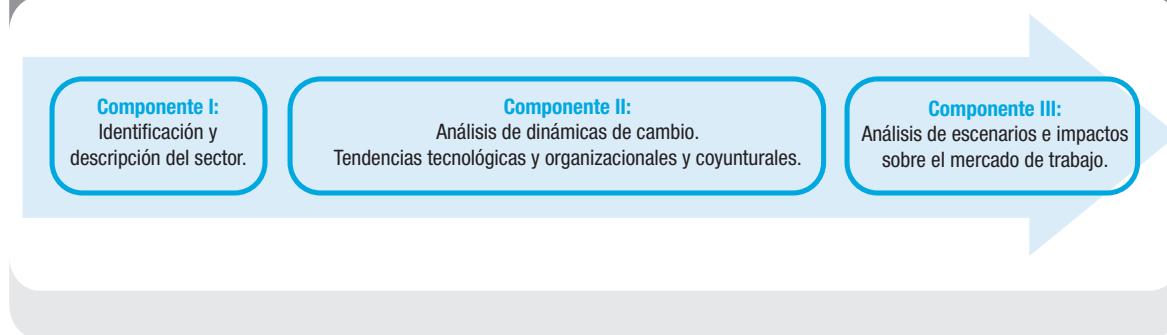 Componente I:
Identificación y
descripción del sector.
Componente II:
Análisis de dinámicas de cambio.
Tendencias tecnológicas y organizacionales y coyunturales.
Componente III:
Análisis de escenarios e impactos
sobre el mercado de trabajo.